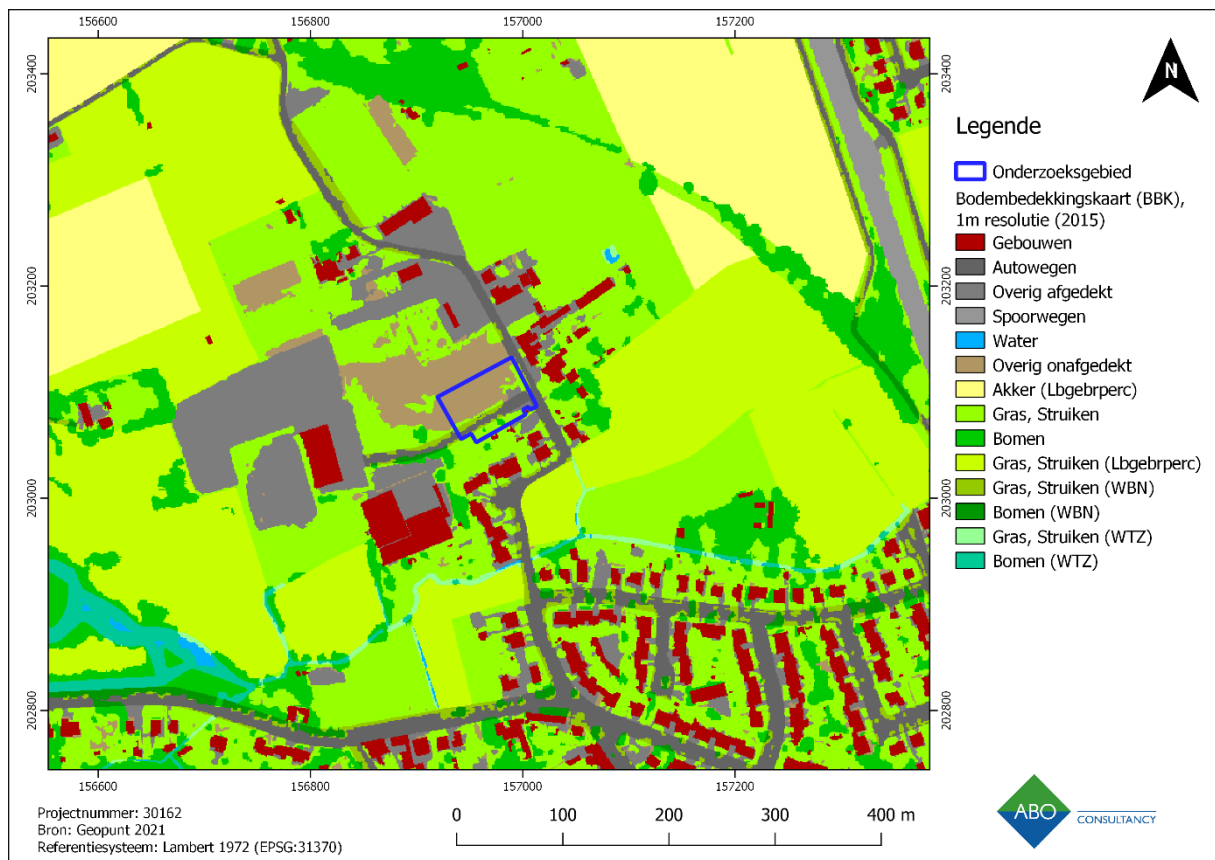 156600 156800 157000 157200
203400
203200
203000
202800
203400
203200
203000
202800
156600 156800 157000 157200
N
Legende
Onderzoeksgebied
Bodembedekkingskaart (BBK),
1m resolutie (2015)
Gebouwen
Autowegen
Overig afgedekt
Spoorwegen
Water
Overig onafgedekt
Akker (Lbgebrperc)
Gras, Struiken
Bomen
Gras, Struiken (Lbgebrperc)
Gras, Struiken (WBN)
Bomen (WBN)
Gras, Struiken (WTZ)
Bomen (WTZ)
Projectnummer: 30162
Bron: Geopunt 2021
Referentiesysteem: Lambert 1972 (EPSG:31370)
0 100 200 300 400 m
ABO CONSULTANCY